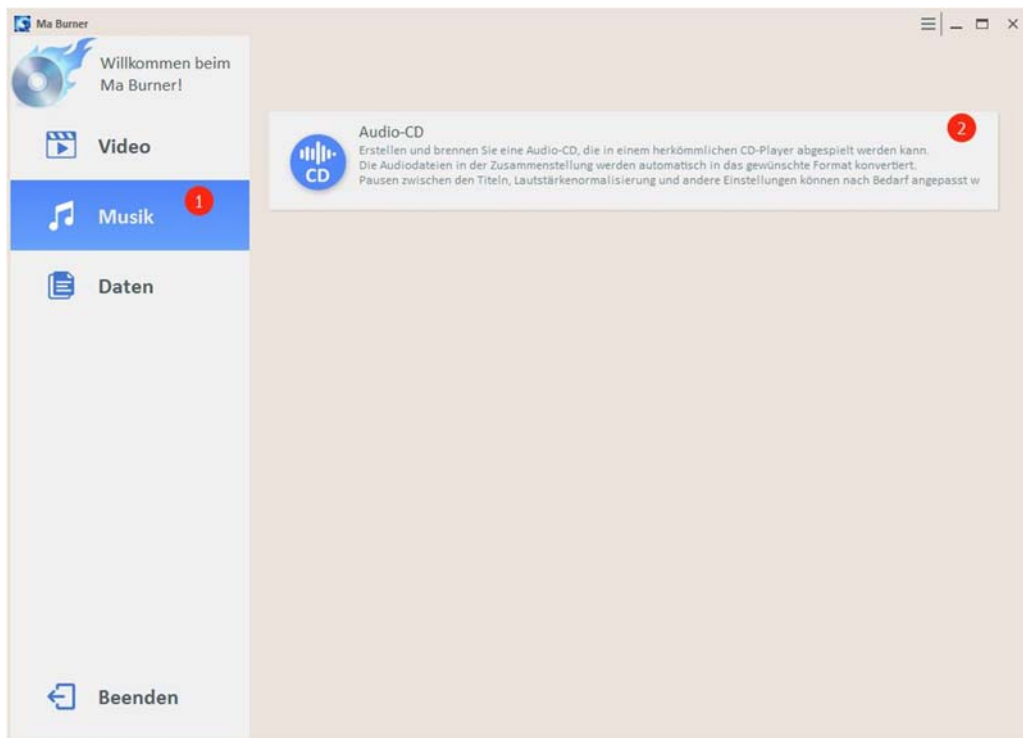 Ma Burner
Willkommen beim
Ma Burner!
Video
Musik
1
Daten
Beenden
Audio-CD
2
CD
Erstellen und brennen Sie eine Audio-CD, die in einem herkömmlichen CD-Player abgespielt werden kann.
Die Audiodateien in der Zusammenstellung werden automatisch in das gewünschte Format konvertiert.
Pausen zwischen den Titeln, Lautstärkenormalisierung und andere Einstellungen können nach Bedarf angepasst w